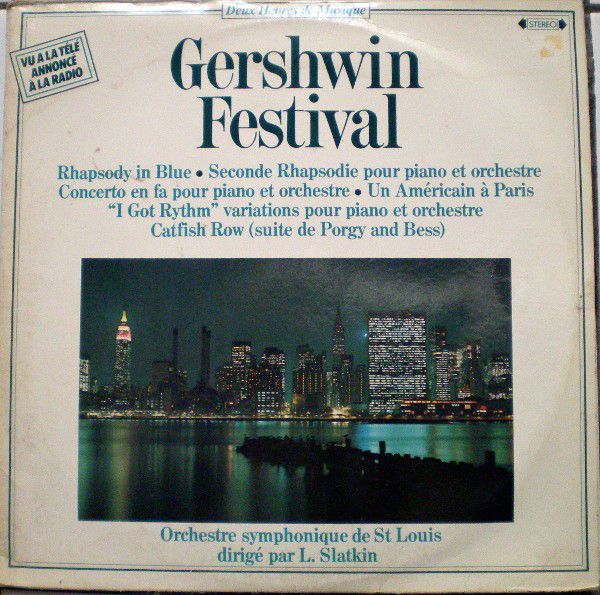 Deux Heures de Musique
STEREO
VU A LA TÉLÉ
ANNONCÉ
A LA RADIO
Gershwin
Festival
Rhapsody in Blue • Seconde Rhapsodie pour piano et orchestre
Concerto en fa pour piano et orchestre • Un Américain à Paris
"I Got Rythm" variations pour piano et orchestre
Catfish Row (suite de Porgy and Bess)
Orchestre symphonique de St Louis
dirigé par L. Slatkin